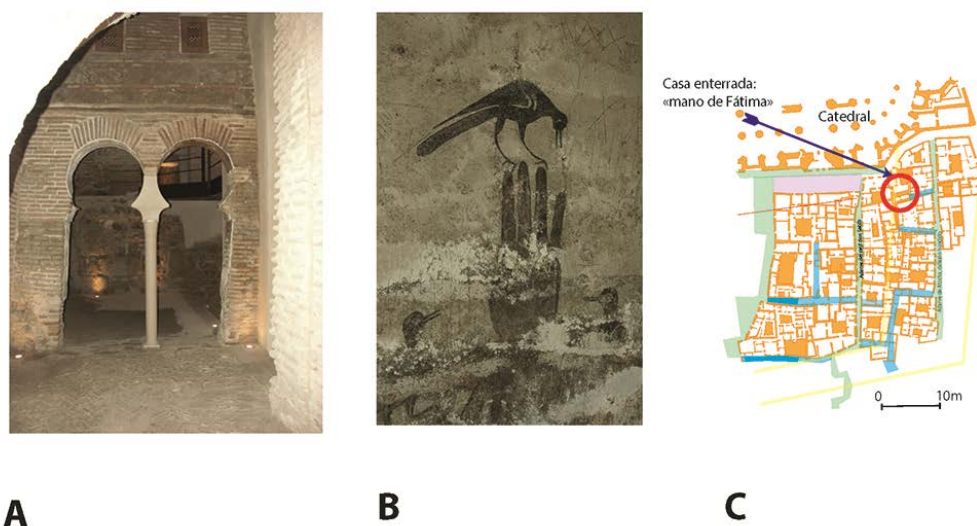 Casa enterrada:
«mano de Fátima»
Catedral
0 10m
A
B
C